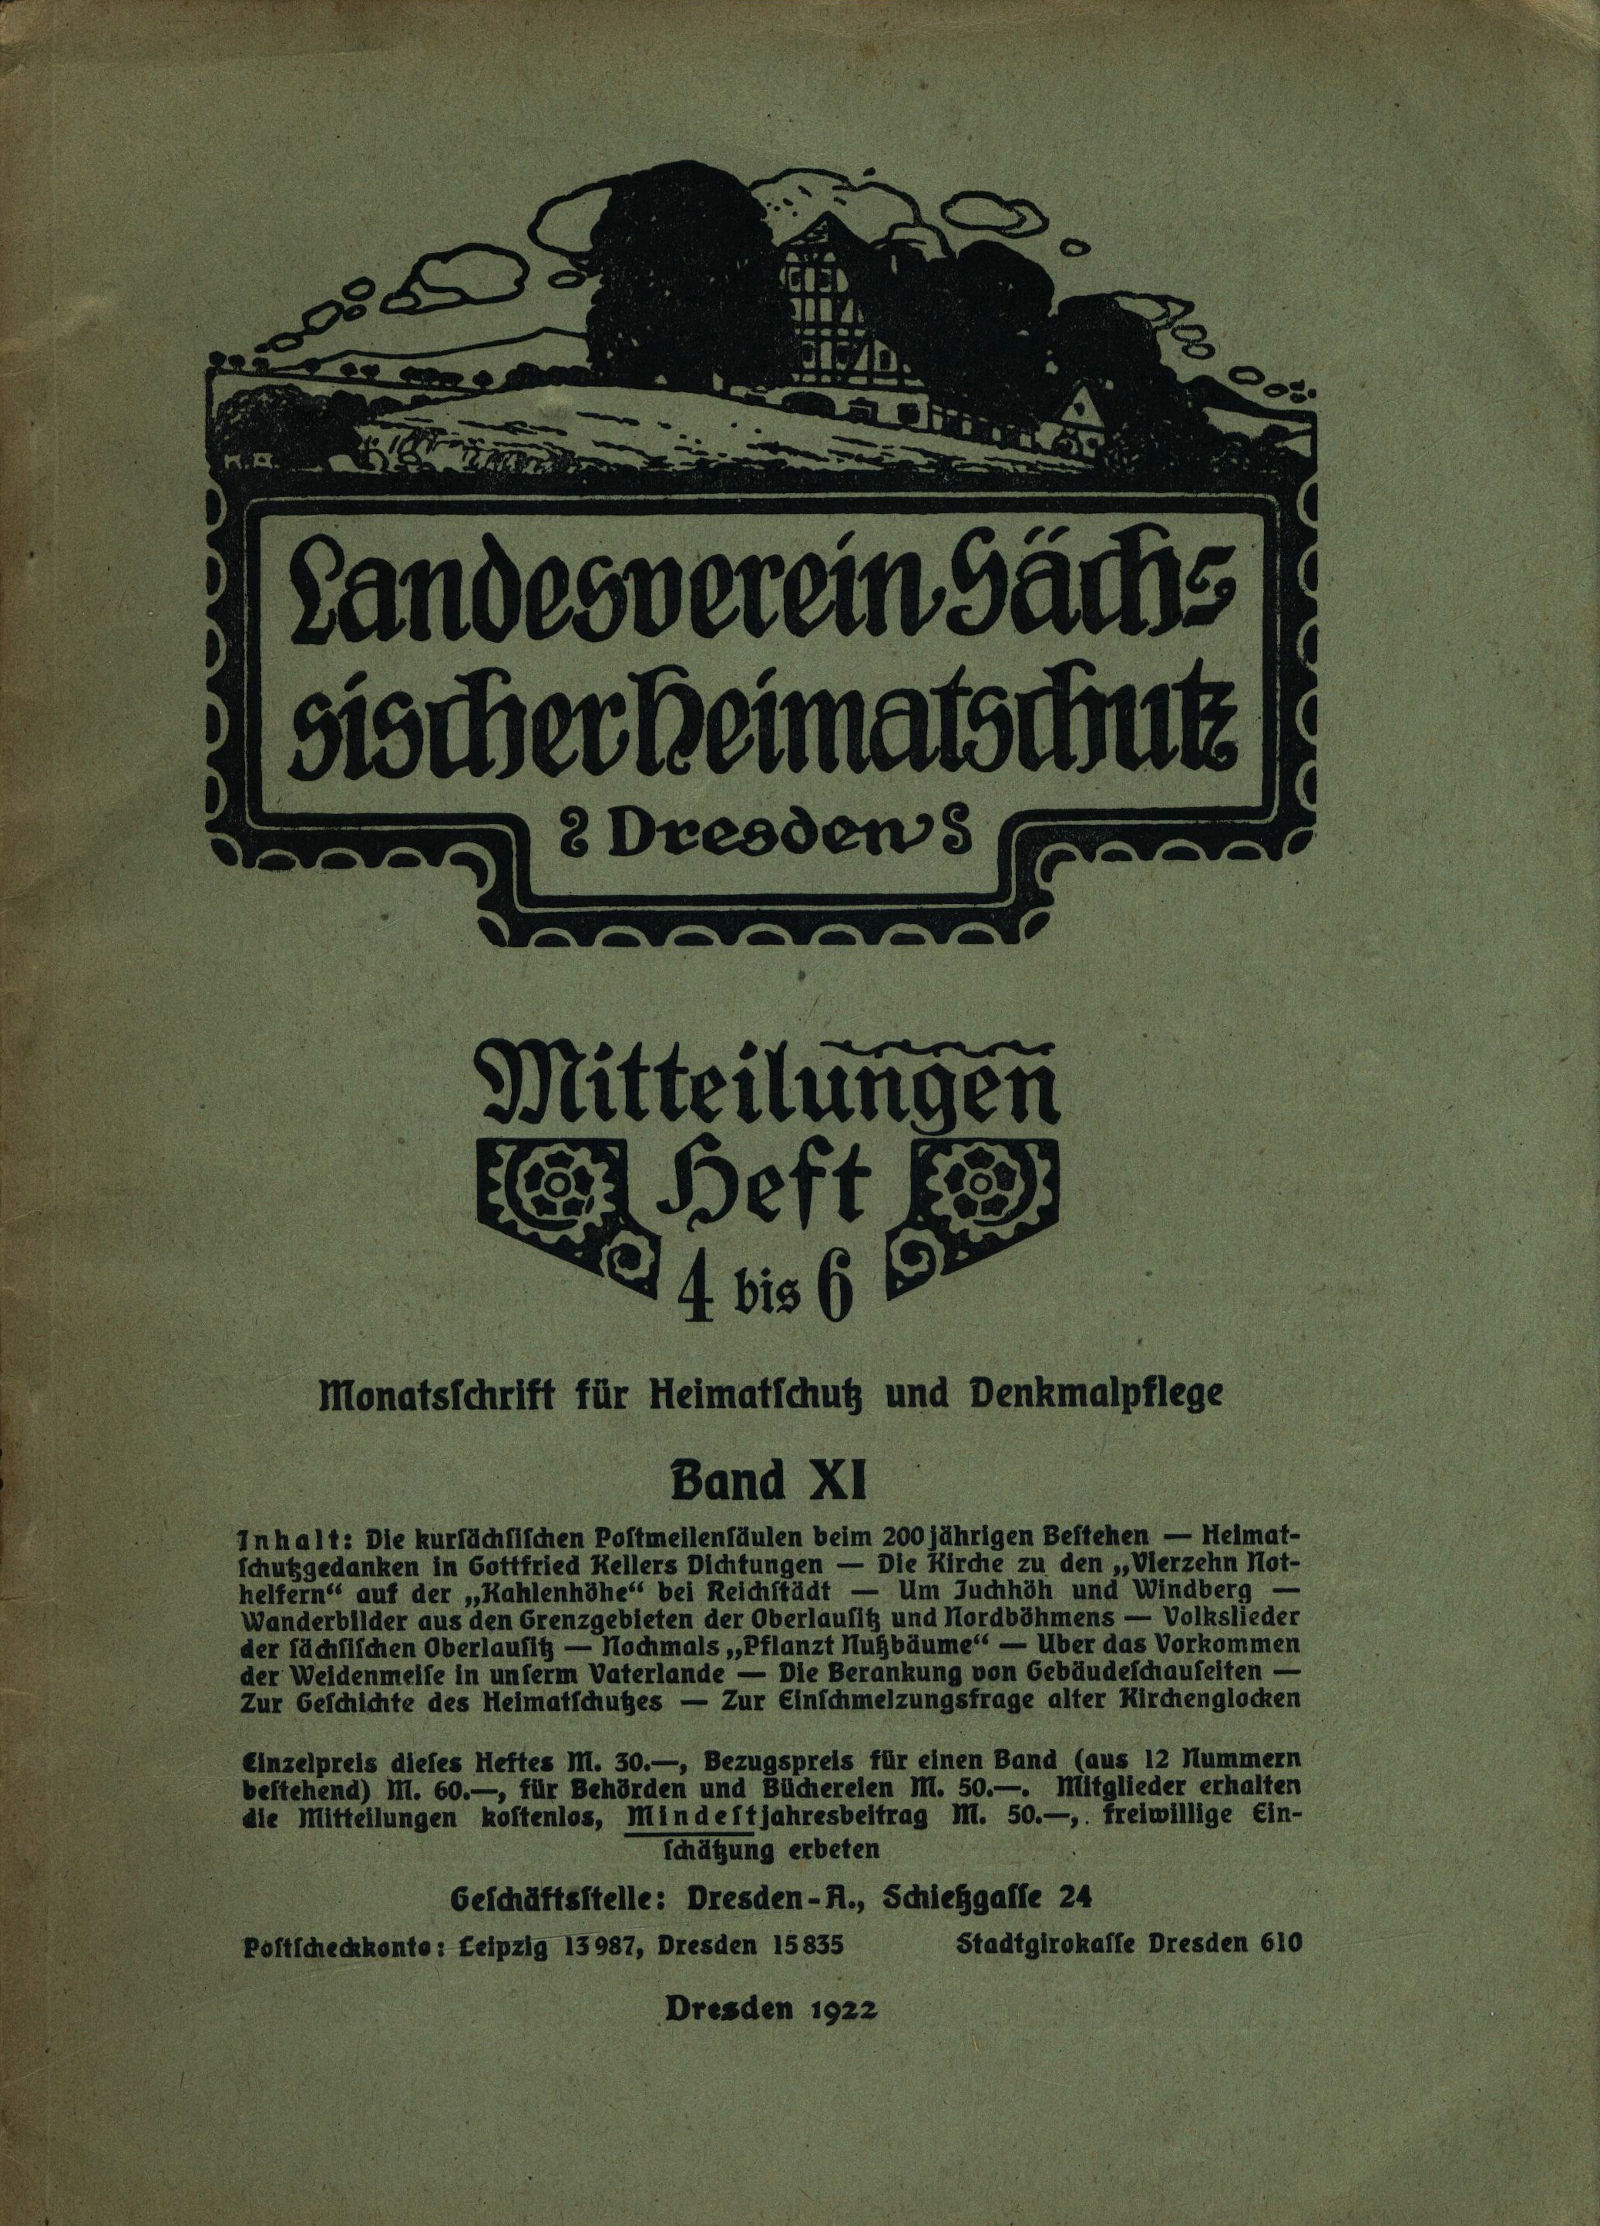 Landesverein Säch-
sischer Heimatschutz
Dresden
Mitteilungen
Heft
4 bis 6
Monatsſchrift für Heimatſchutz und Denkmalpflege
Band XI
Inhalt: Die kurſächſiſchen Poſtmeilenſäulen beim 200jährigen Beſtehen — Heimat-
ſchutzgedanken in Gottfried Kellers Dichtungen — Die Kirche zu den „Vierzehn Not-
helfern“ auf der „Kahlenhöhe“ bei Reichſtädt — Um Juchhöh und Windberg —
Wanderbilder aus den Grenzgebieten der Oberlauſitz und Nordböhmens — Volkslieder
der ſächſiſchen Oberlauſitz — Nochmals „Pflanzt Nußbäume“ — Über das Vorkommen
der Weidenmeiſe in unſerm Vaterlande — Die Berankung von Gebäudeſchauſeiten —
Zur Geſchichte des Heimatſchutzes — Zur Einſchmelzungsfrage alter Kirchenglocken
Einzelpreis dieſes Heftes M. 30.—, Bezugspreis für einen Band (aus 12 Nummern
beſtehend) M. 60.—, für Behörden und Büchereien M. 50.—. Mitglieder erhalten
die Mitteilungen koſtenlos, Mindeſtjahresbeitrag M. 50.—, freiwillige Ein-
ſchätzung erbeten
Geſchäftsſtelle: Dresden-A., Schießgaſſe 24
Poſtſcheckkonto: Leipzig 13987, Dresden 15835 Stadtgirokaſſe Dresden 610
Dresden 1922